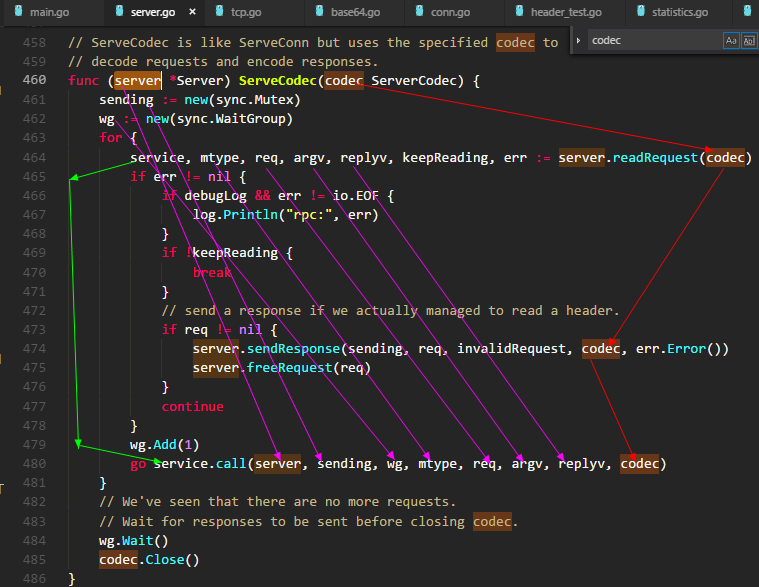 main.go server.go × tcp.go base64.go conn.go header_test.go statistics.go
codec Aa Ab
458 // ServeCodec is like ServeConn but uses the specified codec to
459 // decode requests and encode responses.
460 func (server *Server) ServeCodec(codec ServerCodec) {
461 sending := new(sync.Mutex)
462 wg := new(sync.WaitGroup)
463 for {
464 service, mtype, req, argv, replyv, keepReading, err := server.readRequest(codec)
465 if err != nil {
466 if debugLog && err != io.EOF {
467 log.Println("rpc:", err)
468 }
469 if !keepReading {
470 break
471 }
472 // send a response if we actually managed to read a header.
473 if req != nil {
474 server.sendResponse(sending, req, invalidRequest, codec, err.Error())
475 server.freeRequest(req)
476 }
477 continue
478 }
479 wg.Add(1)
480 go service.call(server, sending, wg, mtype, req, argv, replyv, codec)
481 }
482 // We've seen that there are no more requests.
483 // Wait for responses to be sent before closing codec.
484 wg.Wait()
485 codec.Close()
486 }